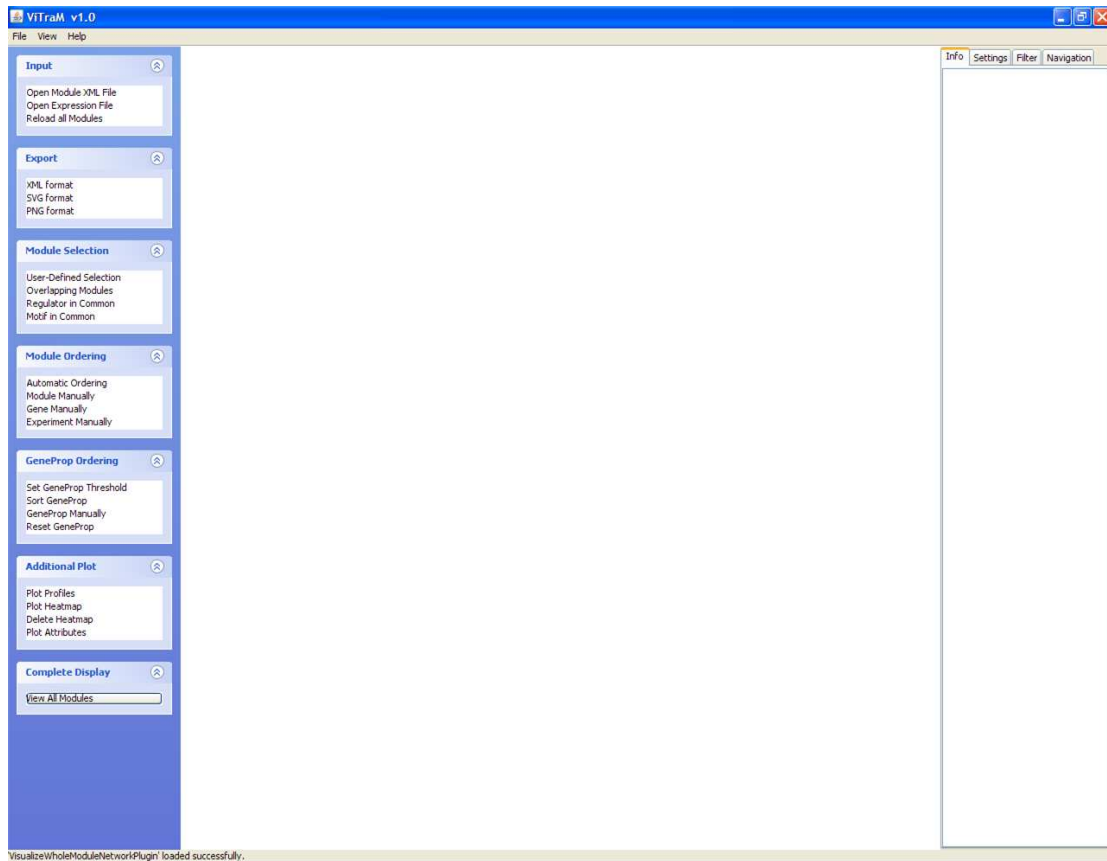 ViTraM v1.0
File View Help
Input
Open Module XML File
Open Expression File
Reload all Modules
Export
XML format
SVG format
PNG format
Module Selection
User-Defined Selection
Overlapping Modules
Regulator in Common
Motif in Common
Module Ordering
Automatic Ordering
Module Manually
Gene Manually
Experiment Manually
GeneProp Ordering
Set GeneProp Threshold
Sort GeneProp
GeneProp Manually
Reset GeneProp
Additional Plot
Plot Profiles
Plot Heatmap
Delete Heatmap
Plot Attributes
Complete Display
View All Modules
Info Settings Filter Navigation
'VisualizeWholeModuleNetworkPlugin' loaded successfully.